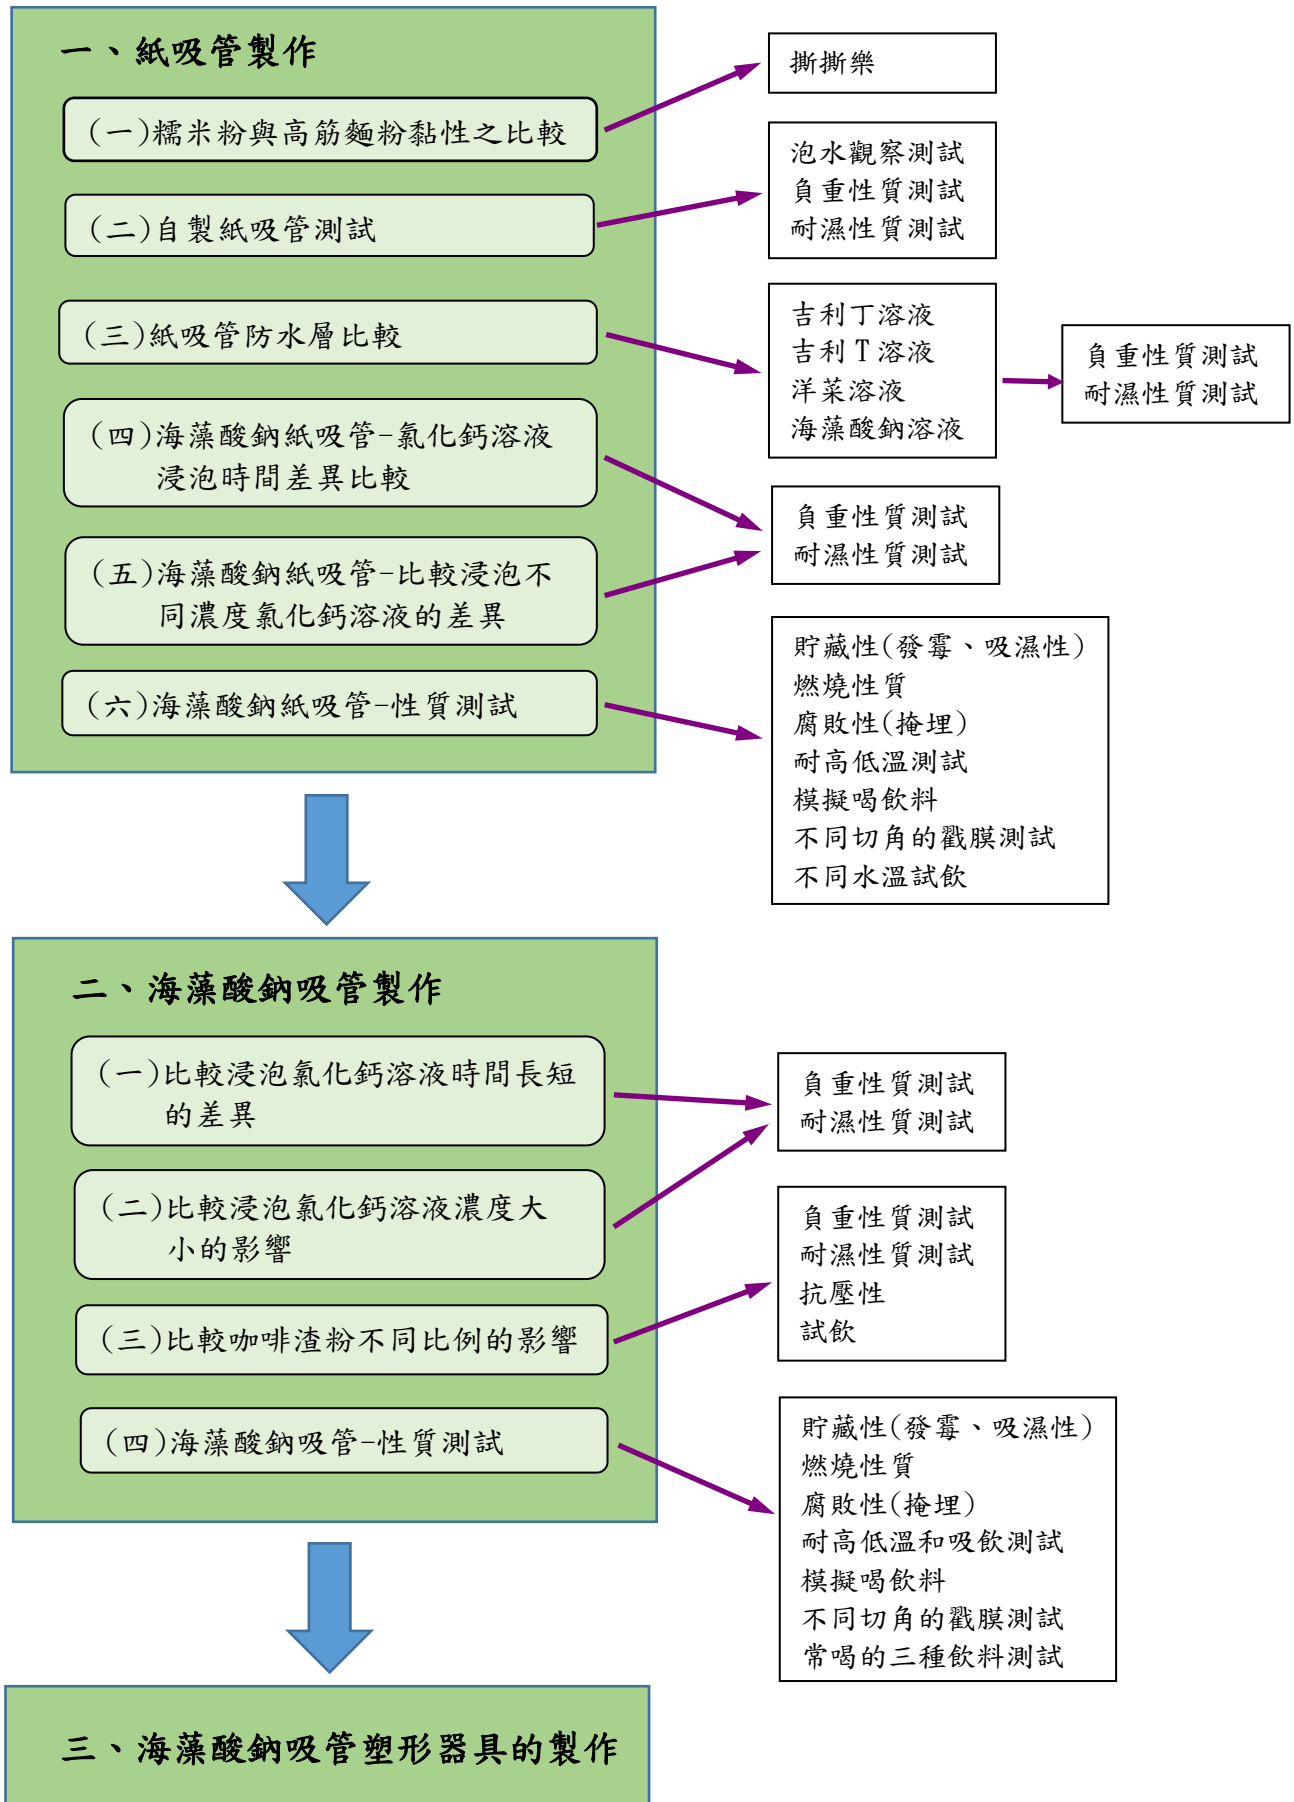 一、紙吸管製作
(一)糯米粉與高筋麵粉黏性之比較
撕撕樂
(二)自製紙吸管測試
泡水觀察測試
負重性質測試
耐濕性質測試
(三)紙吸管防水層比較
吉利丁溶液
吉利T溶液
洋菜溶液
海藻酸鈉溶液
負重性質測試
耐濕性質測試
(四)海藻酸鈉紙吸管-氯化鈣溶液
浸泡時間差異比較
(五)海藻酸鈉紙吸管-比較浸泡不
同濃度氯化鈣溶液的差異
負重性質測試
耐濕性質測試
(六)海藻酸鈉紙吸管-性質測試
貯藏性(發霉、吸濕性)
燃燒性質
腐敗性(掩埋)
耐高低溫測試
模擬喝飲料
不同切角的戳膜測試
不同水溫試飲
二、海藻酸鈉吸管製作
(一)比較浸泡氯化鈣溶液時間長短
的差異
(二)比較浸泡氯化鈣溶液濃度大
小的影響
負重性質測試
耐濕性質測試
(三)比較咖啡渣粉不同比例的影響
負重性質測試
耐濕性質測試
抗壓性
試飲
(四)海藻酸鈉吸管-性質測試
貯藏性(發霉、吸濕性)
燃燒性質
腐敗性(掩埋)
耐高低溫和吸飲測試
模擬喝飲料
不同切角的戳膜測試
常喝的三種飲料測試
三、海藻酸鈉吸管塑形器具的製作